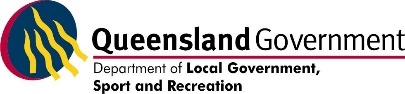 Queensland Government
Department of Local Government,
Sport and Recreation